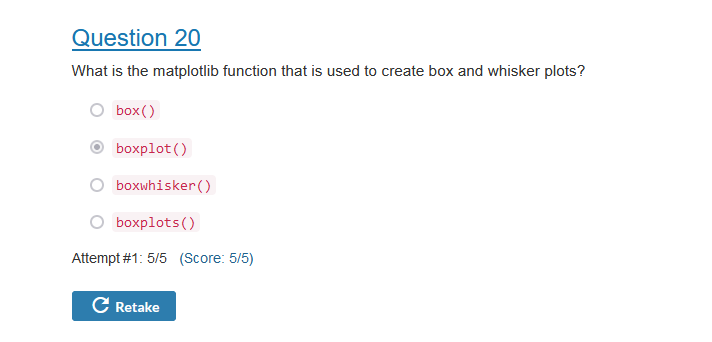 Question 20
What is the matplotlib function that is used to create box and whisker plots?
box()
boxplot()
boxwhisker()
boxplots()
Attempt #1: 5/5 (Score: 5/5)
Retake